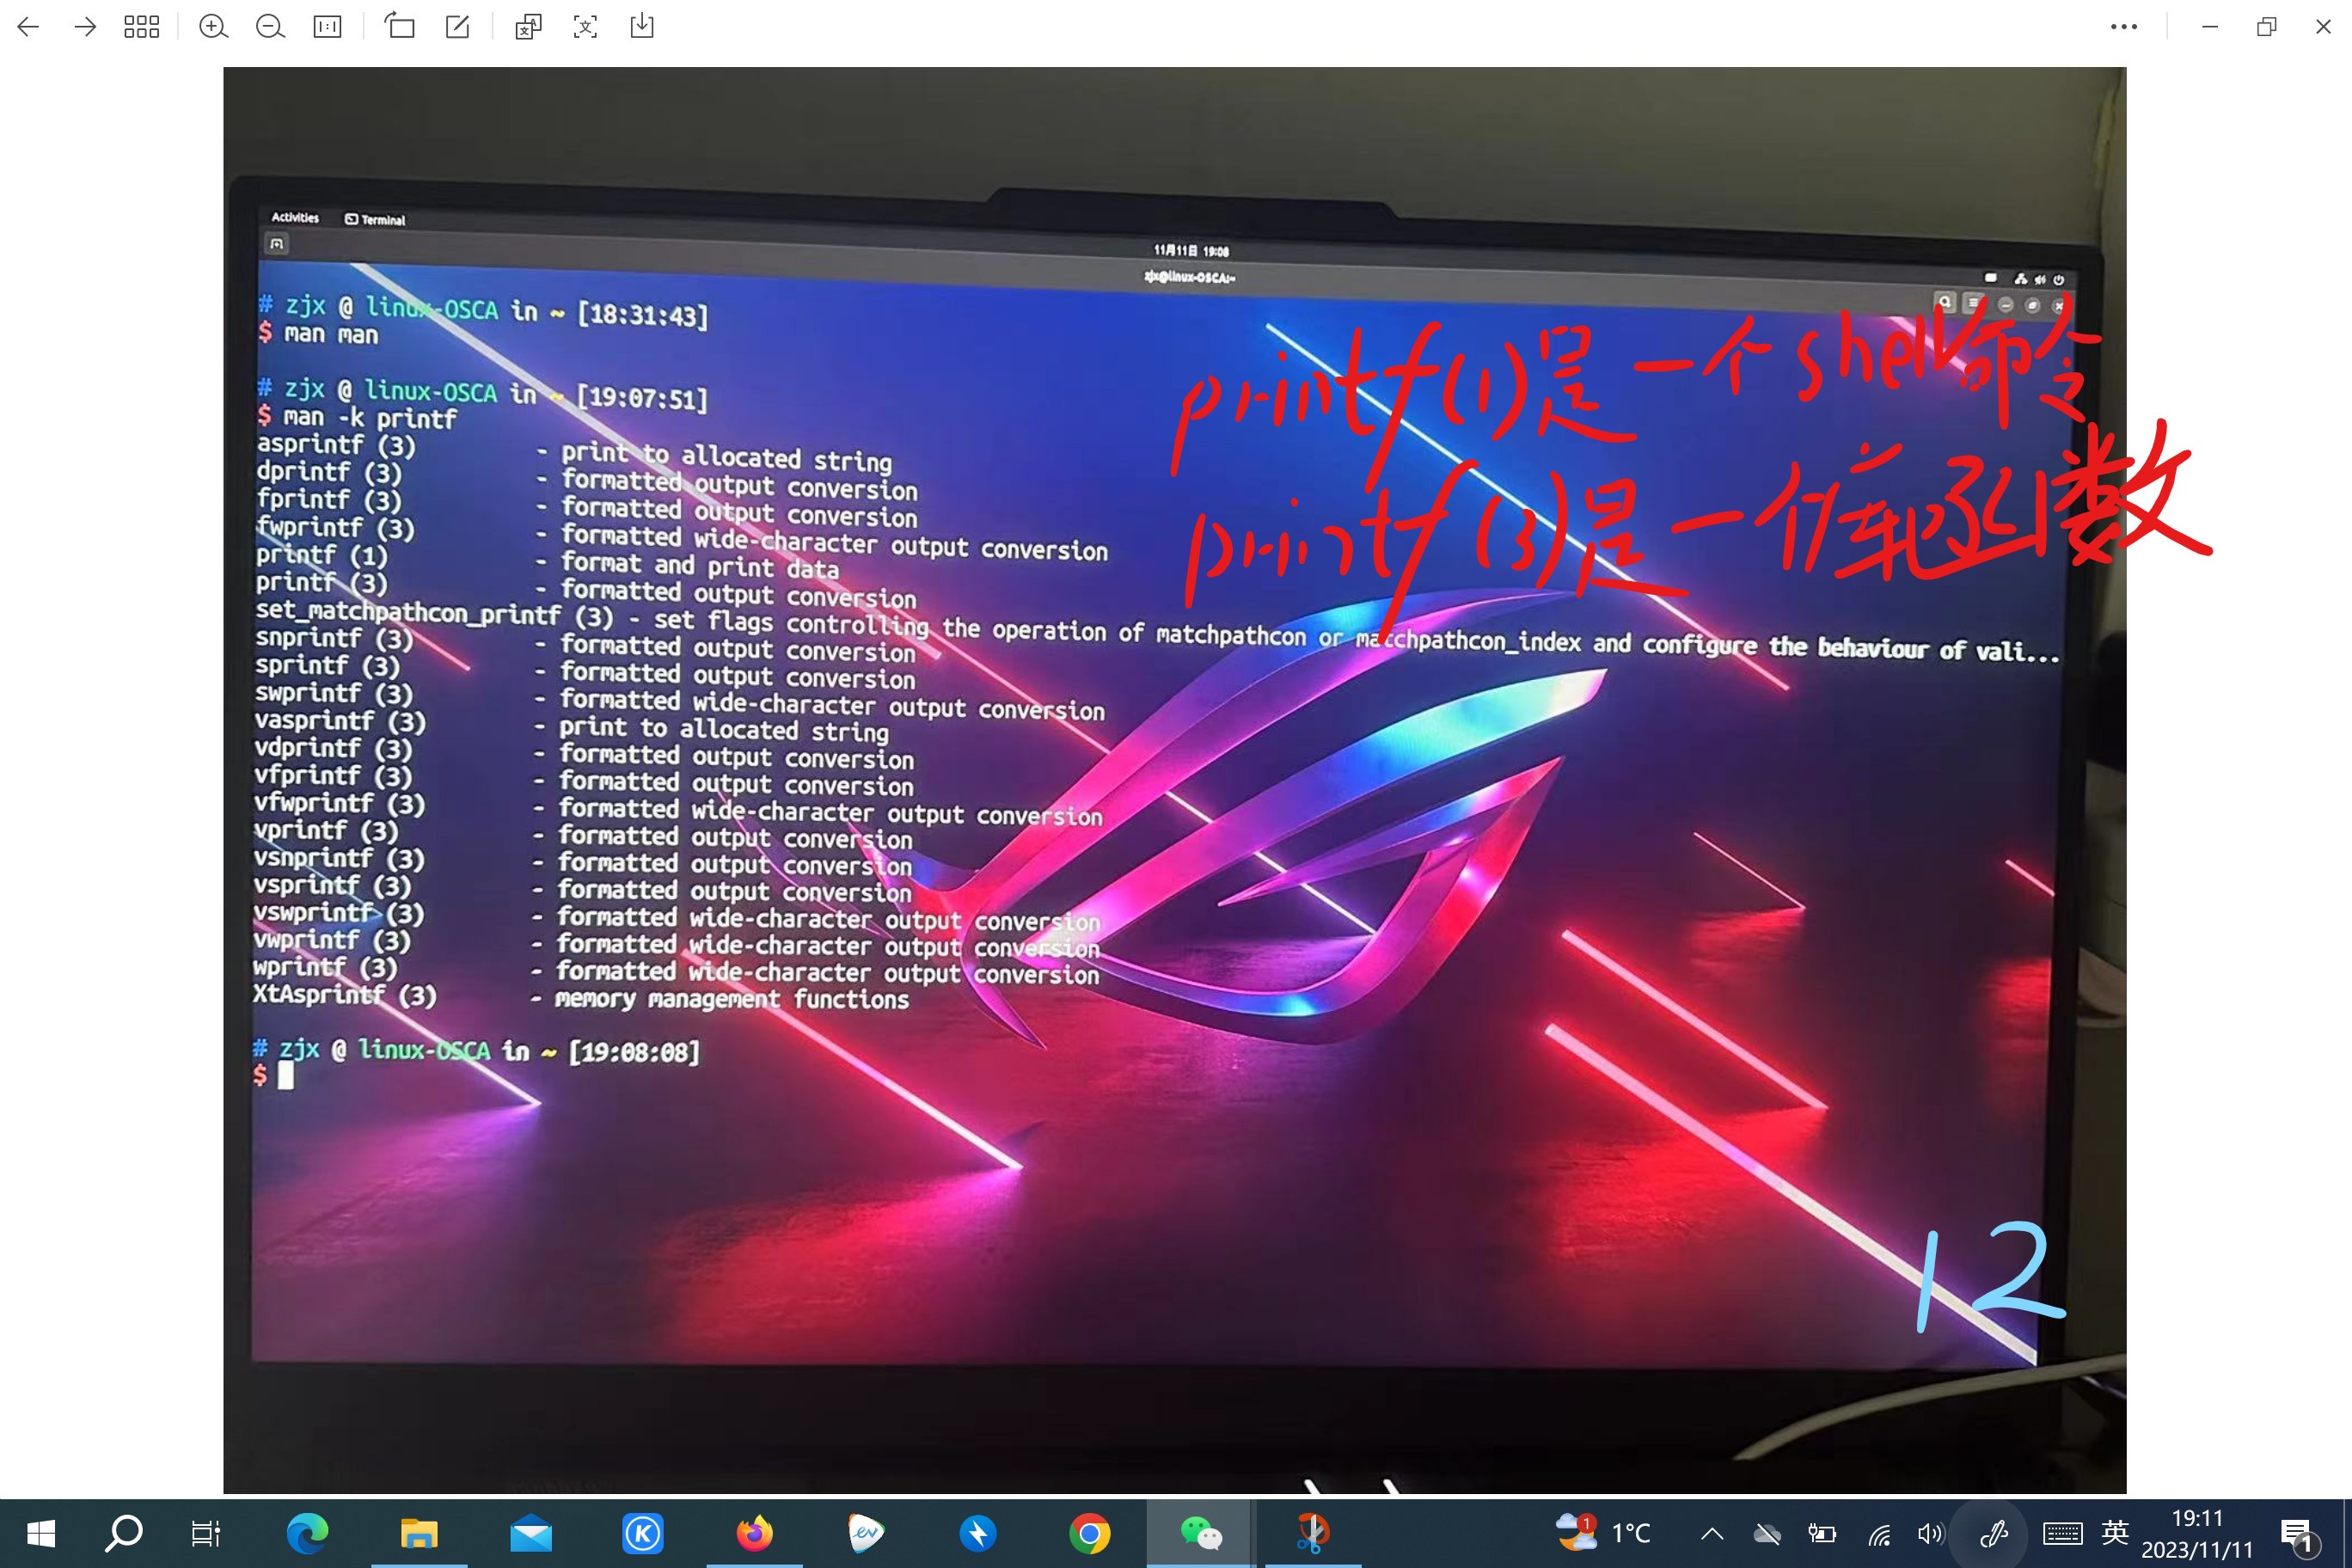 Activities Terminal
11月11日 19:08
zjx@linux-OSCA:~
# zjx @ linux-OSCA in ~ [18:31:43]
$ man man
# zjx @ linux-OSCA in ~ [19:07:51]
$ man -k printf
asprintf (3) - print to allocated string
dprintf (3) - formatted output conversion
fprintf (3) - formatted output conversion
fwprintf (3) - formatted wide-character output conversion
printf (1) - format and print data
printf (3) - formatted output conversion
set_matchpathcon_printf (3) - set flags controlling the operation of matchpathcon or matchpathcon_index and configure the behaviour of vali...
snprintf (3) - formatted output conversion
sprintf (3) - formatted output conversion
swprintf (3) - formatted wide-character output conversion
vasprintf (3) - print to allocated string
vdprintf (3) - formatted output conversion
vfprintf (3) - formatted output conversion
vfwprintf (3) - formatted wide-character output conversion
vprintf (3) - formatted output conversion
vsnprintf (3) - formatted output conversion
vsprintf (3) - formatted output conversion
vswprintf (3) - formatted wide-character output conversion
vwprintf (3) - formatted wide-character output conversion
wprintf (3) - formatted wide-character output conversion
XtAsprintf (3) - memory management functions
# zjx @ linux-OSCA in ~ [19:08:08]
$
printf(1)是一个shell命令
printf(3)是一个库函数
12
1°C
英
19:11
2023/11/11